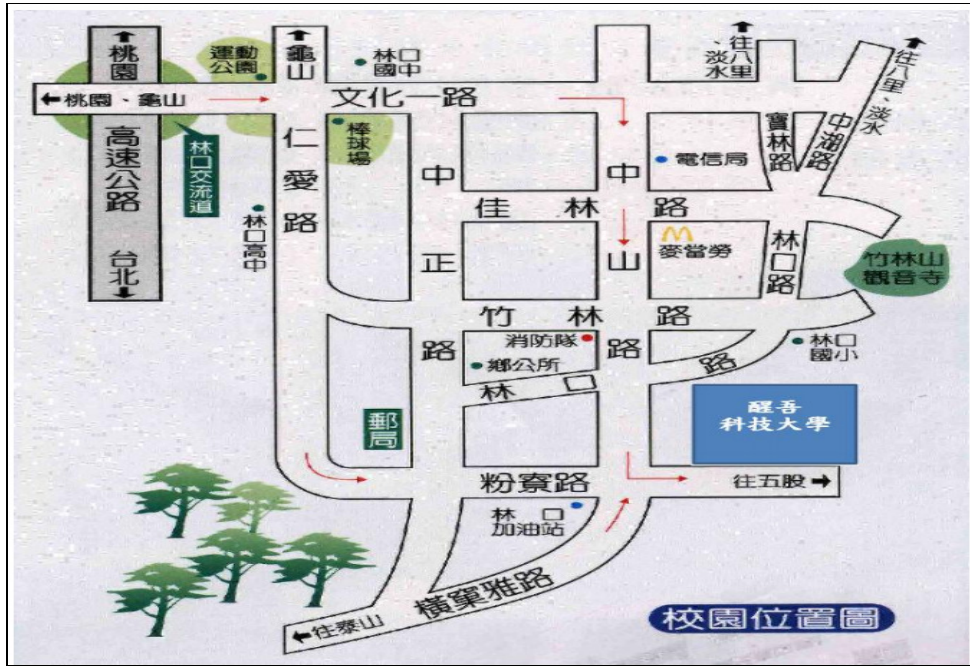 桃園
運動
公園
龜山
林口
國中
往八里
、淡水
往八里、淡水
←桃園、龜山
文化一路
高速公路
台北
林口交流道
仁愛路
棒球場
林口高中
中正路
中山路
電信局
寶林路
中湖路
佳林路
麥當勞
林口路
竹林山
觀音寺
竹林路
消防隊
鄉公所
林口路
林口
國小
郵局
醒吾
科技大學
粉寮路
往五股→
林口
加油站
橫窠雅路
←往泰山
校園位置圖